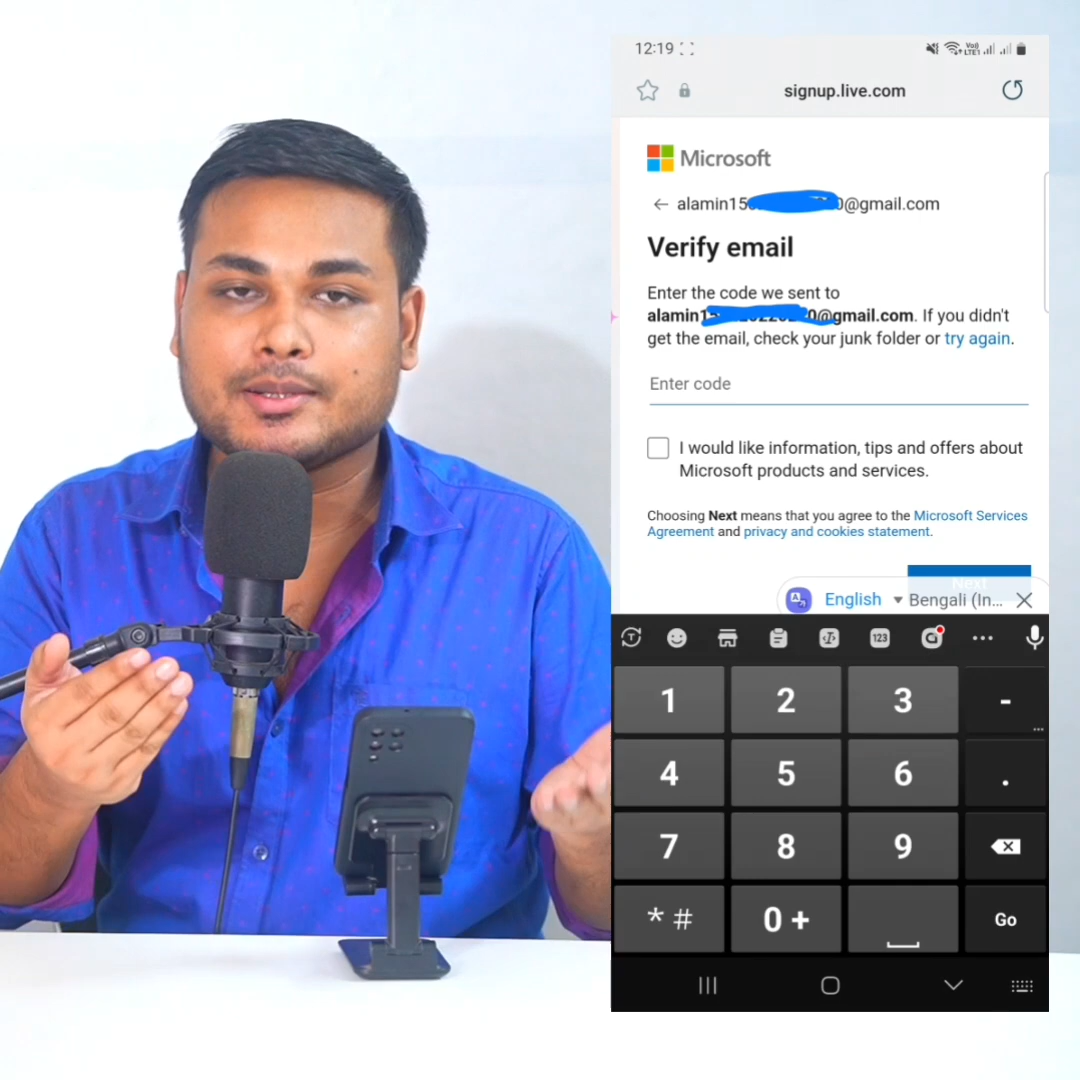 12:19
signup.live.com
Microsoft
@gmail.com
Verify email
Enter the code we sent to
@gmail.com. If you didn't
get the email, check your junk folder or try again.
Enter code
I would like information, tips and offers about
Microsoft products and services.
Choosing Next means that you agree to the Microsoft Services
Agreement and privacy and cookies statement.
Next
English Bengali (In...
123
1 2 3 -
4 5 6 .
7 8 9
* # 0 + Go